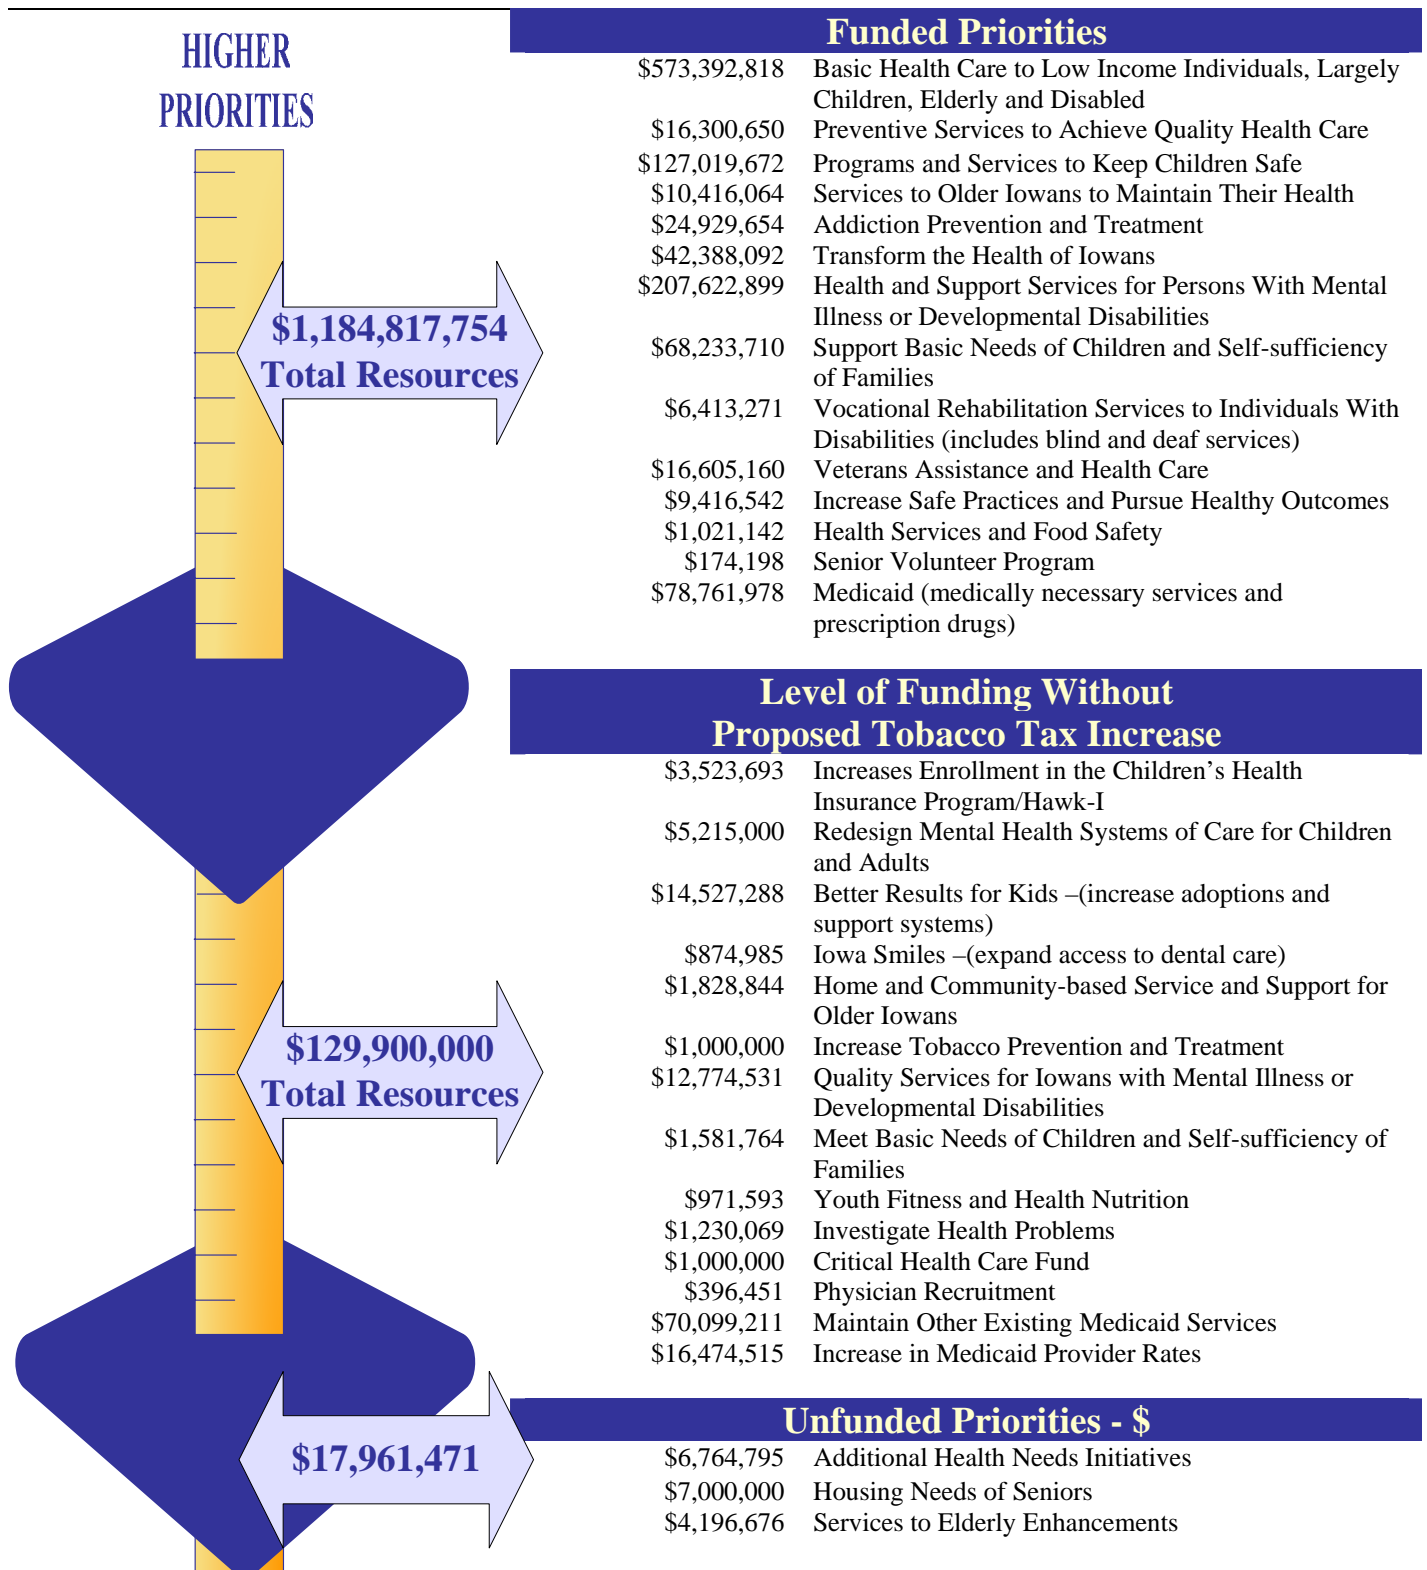 HIGHER
PRIORITIES
Funded Priorities
$573,392,818 Basic Health Care to Low Income Individuals, Largely
Children, Elderly and Disabled
$16,300,650 Preventive Services to Achieve Quality Health Care
$127,019,672 Programs and Services to Keep Children Safe
$10,416,064 Services to Older Iowans to Maintain Their Health
$24,929,654 Addiction Prevention and Treatment
$42,388,092 Transform the Health of Iowans
$207,622,899 Health and Support Services for Persons With Mental
Illness or Developmental Disabilities
$68,233,710 Support Basic Needs of Children and Self-sufficiency
of Families
$6,413,271 Vocational Rehabilitation Services to Individuals With
Disabilities (includes blind and deaf services)
$16,605,160 Veterans Assistance and Health Care
$9,416,542 Increase Safe Practices and Pursue Healthy Outcomes
$1,021,142 Health Services and Food Safety
$174,198 Senior Volunteer Program
$78,761,978 Medicaid (medically necessary services and
prescription drugs)
$1,184,817,754
Total Resources
Level of Funding Without
Proposed Tobacco Tax Increase
$3,523,693 Increases Enrollment in the Children’s Health
Insurance Program/Hawk-I
$5,215,000 Redesign Mental Health Systems of Care for Children
and Adults
$14,527,288 Better Results for Kids –(increase adoptions and
support systems)
$874,985 Iowa Smiles –(expand access to dental care)
$1,828,844 Home and Community-based Service and Support for
Older Iowans
$1,000,000 Increase Tobacco Prevention and Treatment
$12,774,531 Quality Services for Iowans with Mental Illness or
Developmental Disabilities
$1,581,764 Meet Basic Needs of Children and Self-sufficiency of
Families
$971,593 Youth Fitness and Health Nutrition
$1,230,069 Investigate Health Problems
$1,000,000 Critical Health Care Fund
$396,451 Physician Recruitment
$70,099,211 Maintain Other Existing Medicaid Services
$16,474,515 Increase in Medicaid Provider Rates
$129,900,000
Total Resources
Unfunded Priorities - $
$6,764,795 Additional Health Needs Initiatives
$7,000,000 Housing Needs of Seniors
$4,196,676 Services to Elderly Enhancements
$17,961,471